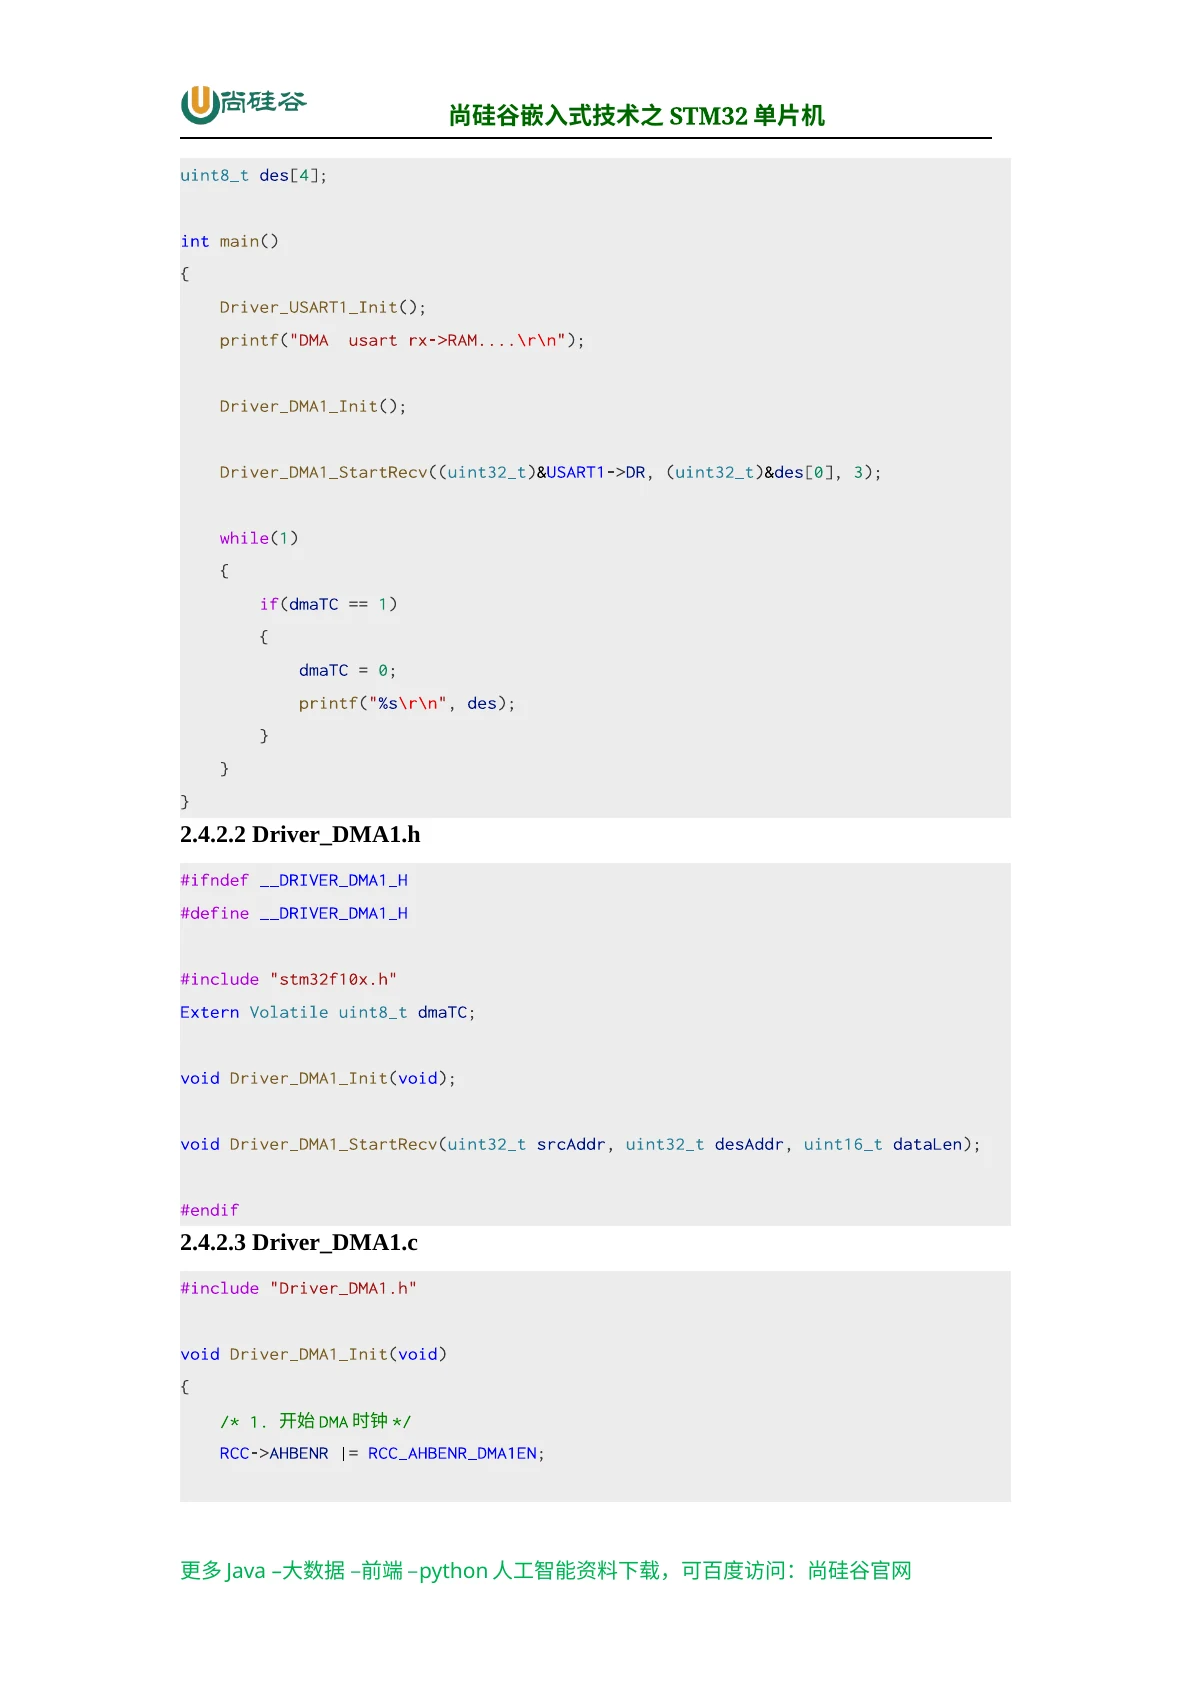 尚硅谷
尚硅谷嵌入式技术之 STM32 单片机
uint8_t des[4];
int main()
{
    Driver_USART1_Init();
    printf("DMA  usart rx->RAM....\r\n");
    Driver_DMA1_Init();
    Driver_DMA1_StartRecv((uint32_t)&USART1->DR, (uint32_t)&des[0], 3);
    while(1)
    {
        if(dmaTC == 1)
        {
            dmaTC = 0;
            printf("%s\r\n", des);
        }
    }
}
2.4.2.2 Driver_DMA1.h
#ifndef __DRIVER_DMA1_H
#define __DRIVER_DMA1_H
#include "stm32f10x.h"
Extern Volatile uint8_t dmaTC;
void Driver_DMA1_Init(void);
void Driver_DMA1_StartRecv(uint32_t srcAddr, uint32_t desAddr, uint16_t dataLen);
#endif
2.4.2.3 Driver_DMA1.c
#include "Driver_DMA1.h"
void Driver_DMA1_Init(void)
{
    /* 1. 开始 DMA 时钟 */
    RCC->AHBENR |= RCC_AHBENR_DMA1EN;
更多 Java –大数据 –前端 –python 人工智能资料下载，可百度访问：尚硅谷官网